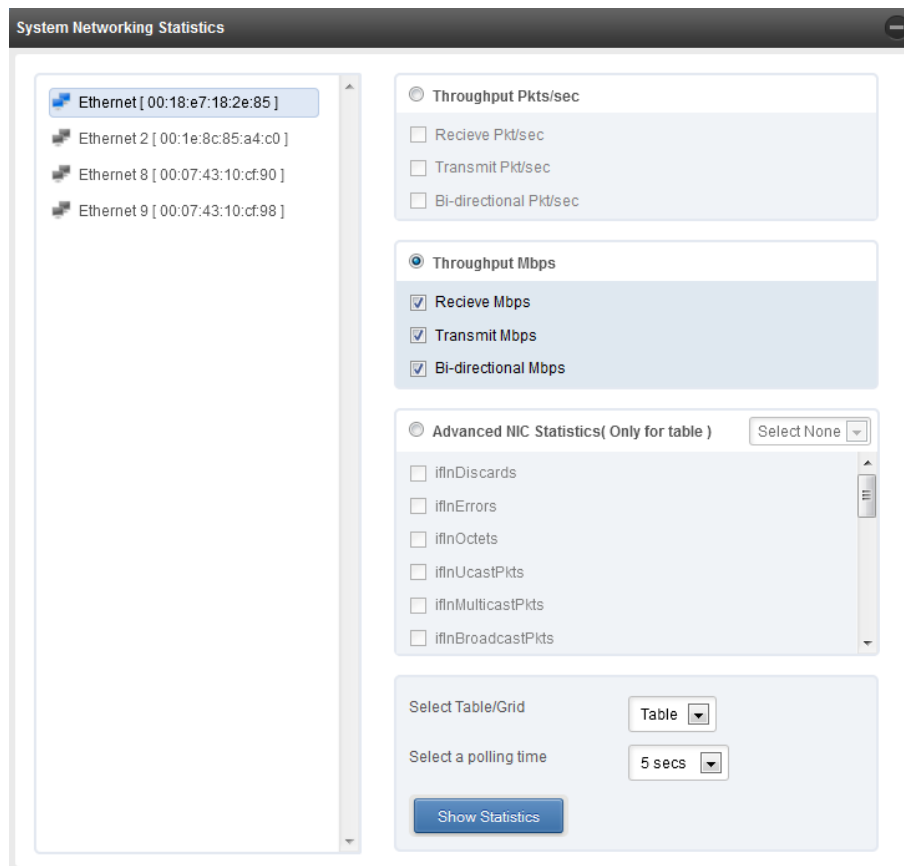 System Networking Statistics
Ethernet [ 00:18:e7:18:2e:85 ]
Ethernet 2 [ 00:1e:8c:85:a4:c0 ]
Ethernet 8 [ 00:07:43:10:cf:90 ]
Ethernet 9 [ 00:07:43:10:cf:98 ]
Throughput Pkts/sec
Recieve Pkt/sec
Transmit Pkt/sec
Bi-directional Pkt/sec
Throughput Mbps
Recieve Mbps
Transmit Mbps
Bi-directional Mbps
Advanced NIC Statistics( Only for table ) Select None
ifInDiscards
ifInErrors
ifInOctets
ifInUcastPkts
ifInMulticastPkts
ifInBroadcastPkts
Select Table/Grid Table
Select a polling time 5 secs
Show Statistics